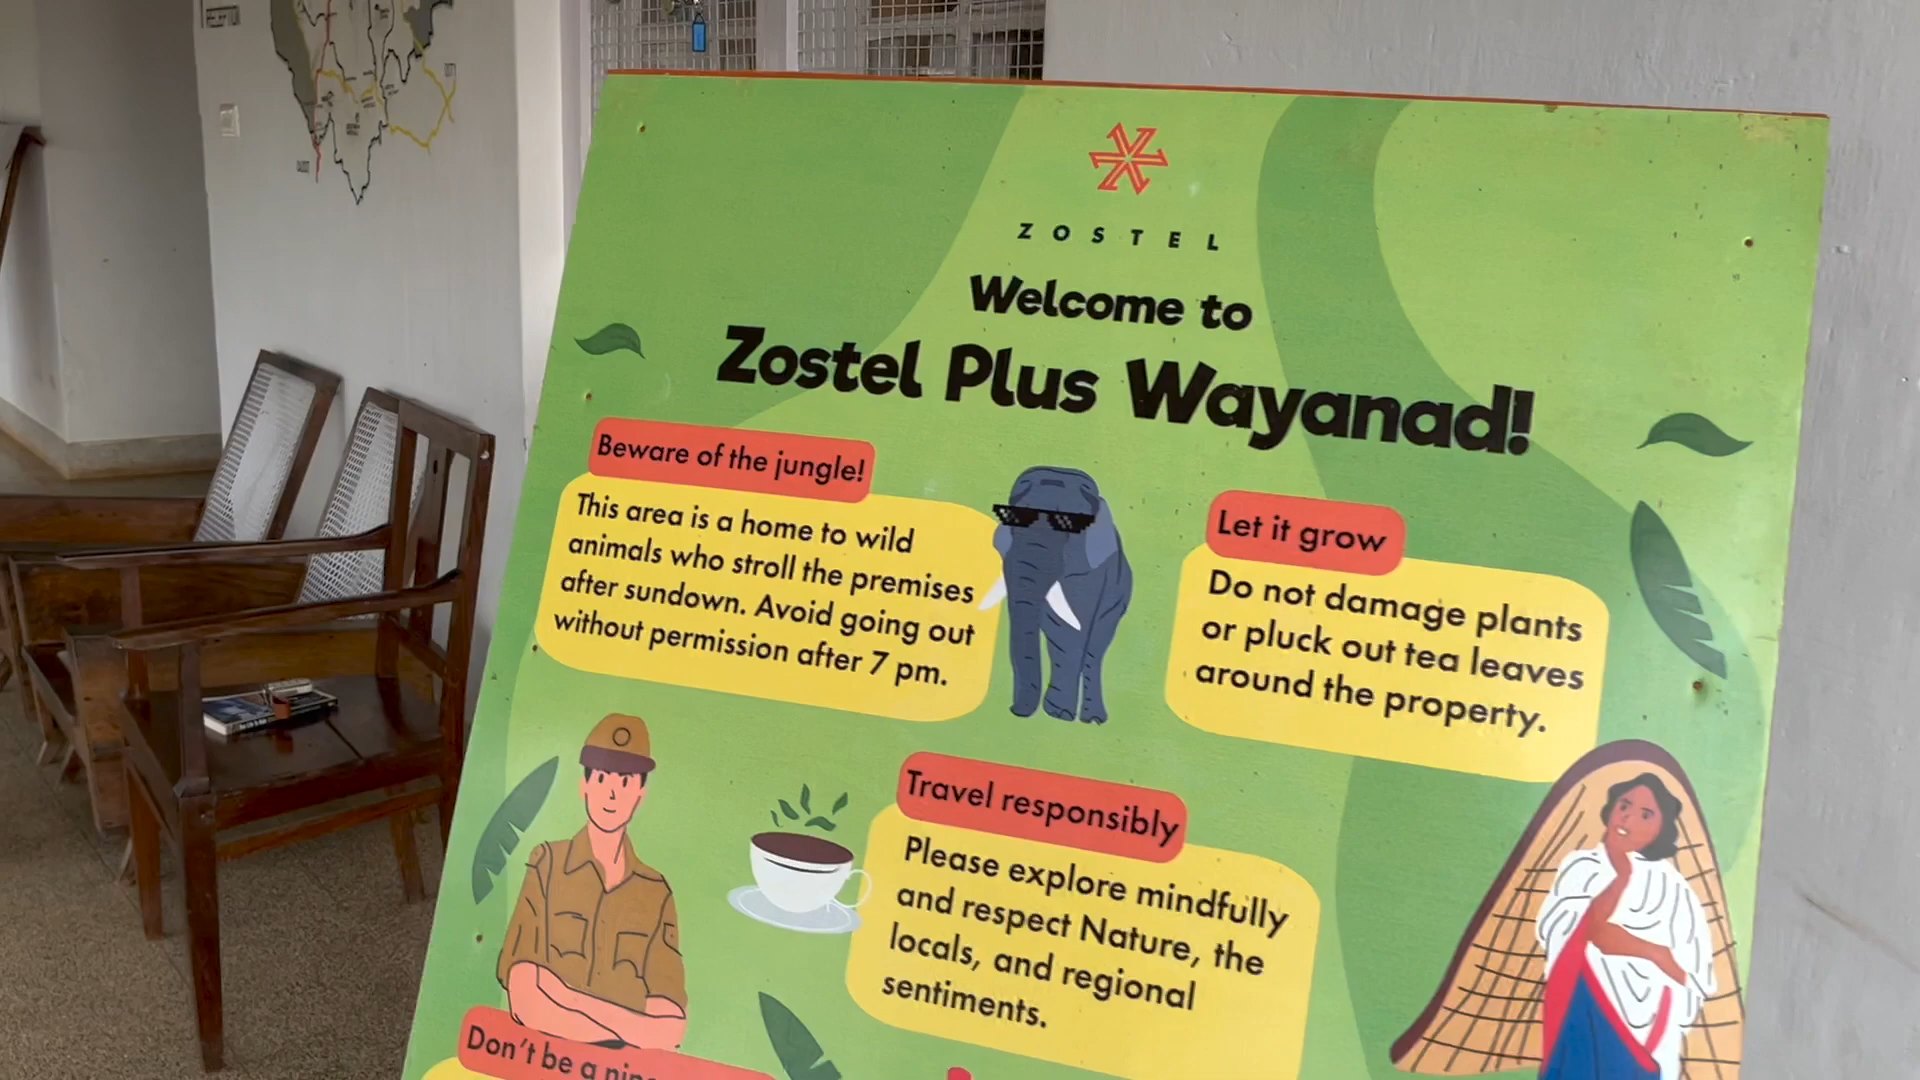 ZOSTEL
Welcome to
Zostel Plus Wayanad!
Beware of the jungle!
This area is a home to wild
animals who stroll the premises
after sundown. Avoid going out
without permission after 7 pm.
Let it grow
Do not damage plants
or pluck out tea leaves
around the property.
Travel responsibly
Please explore mindfully
and respect Nature, the
locals, and regional
sentiments.
Don't be a